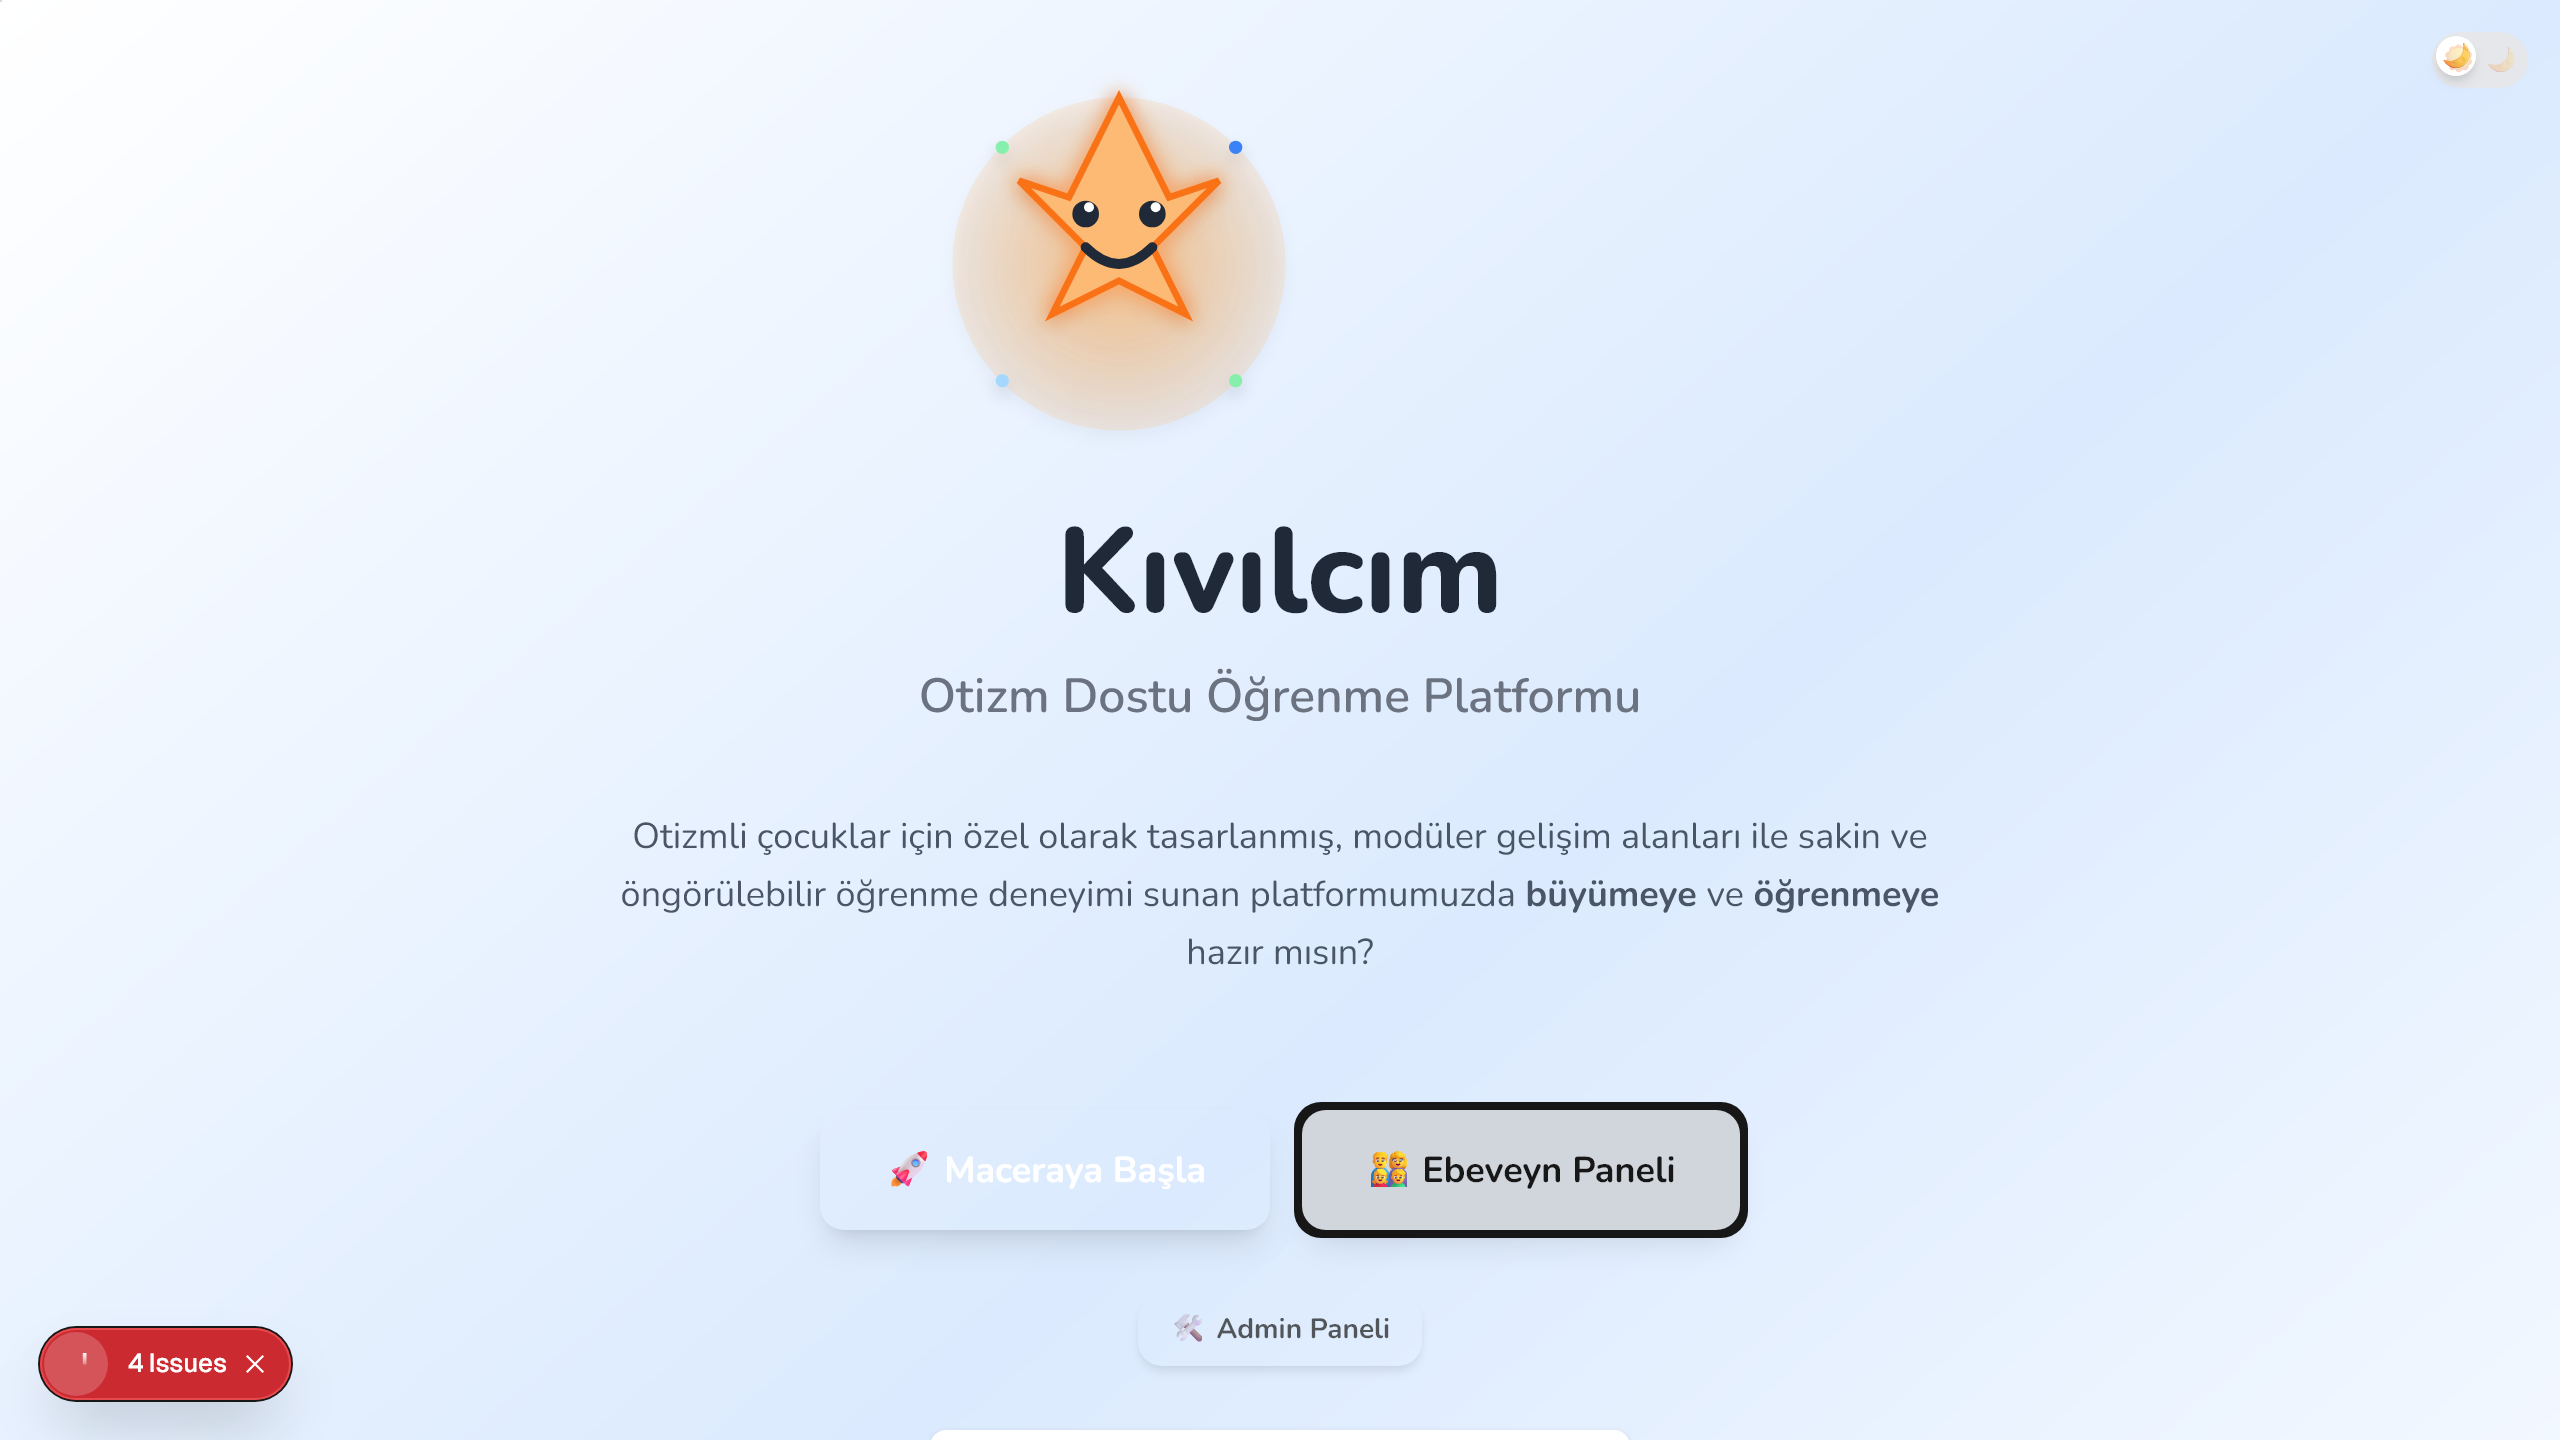 Kıvılcım
Otizm Dostu Öğrenme Platformu
Otizmli çocuklar için özel olarak tasarlanmış, modüler gelişim alanları ile sakin ve
öngörülebilir öğrenme deneyimi sunan platformumuzda büyümeye ve öğrenmeye
hazır mısın?
🚀 Maceraya Başla
👨‍👩‍👧‍👦 Ebeveyn Paneli
🛠️ Admin Paneli
4 Issues